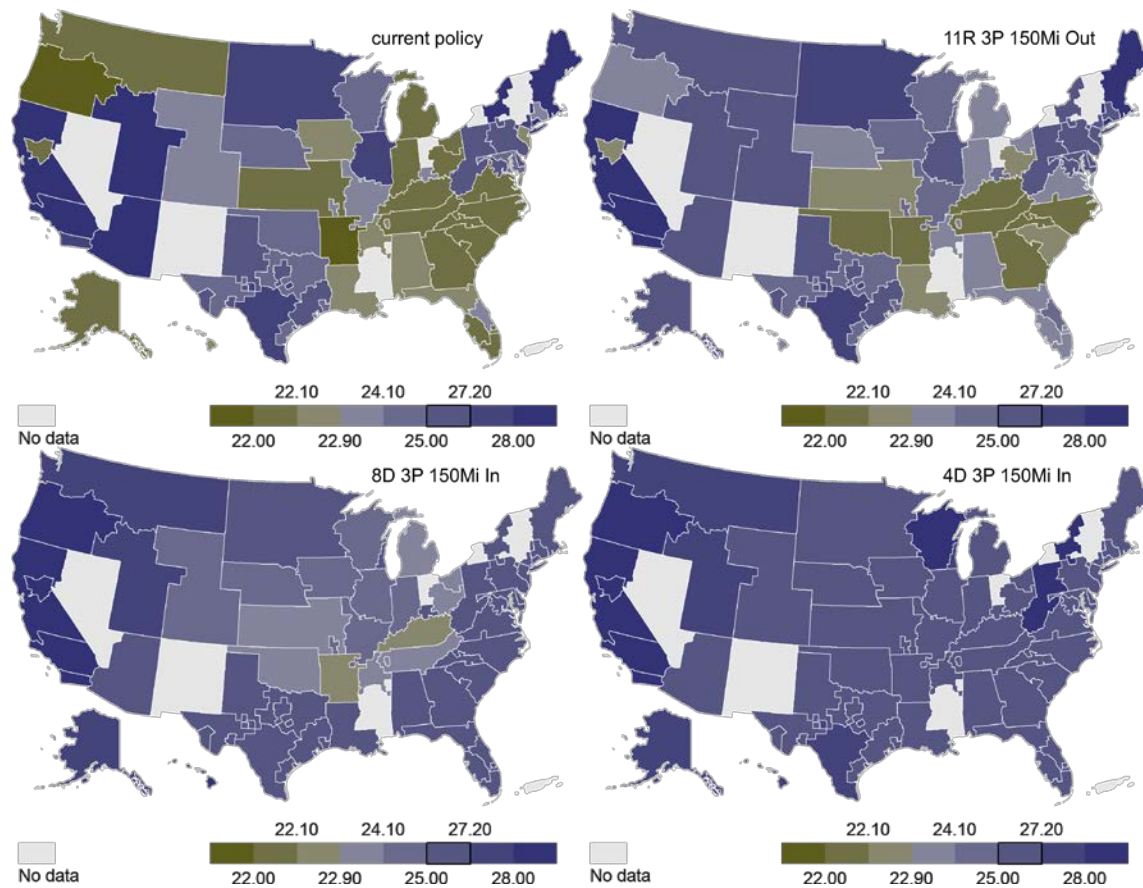 current policy
11R 3P 150Mi Out
22.10 24.10 27.20
22.10 24.10 27.20
No data
22.00 22.90 25.00 28.00
No data
22.00 22.90 25.00 28.00
8D 3P 150Mi In
4D 3P 150Mi In
22.10 24.10 27.20
22.10 24.10 27.20
No data
22.00 22.90 25.00 28.00
No data
22.00 22.90 25.00 28.00